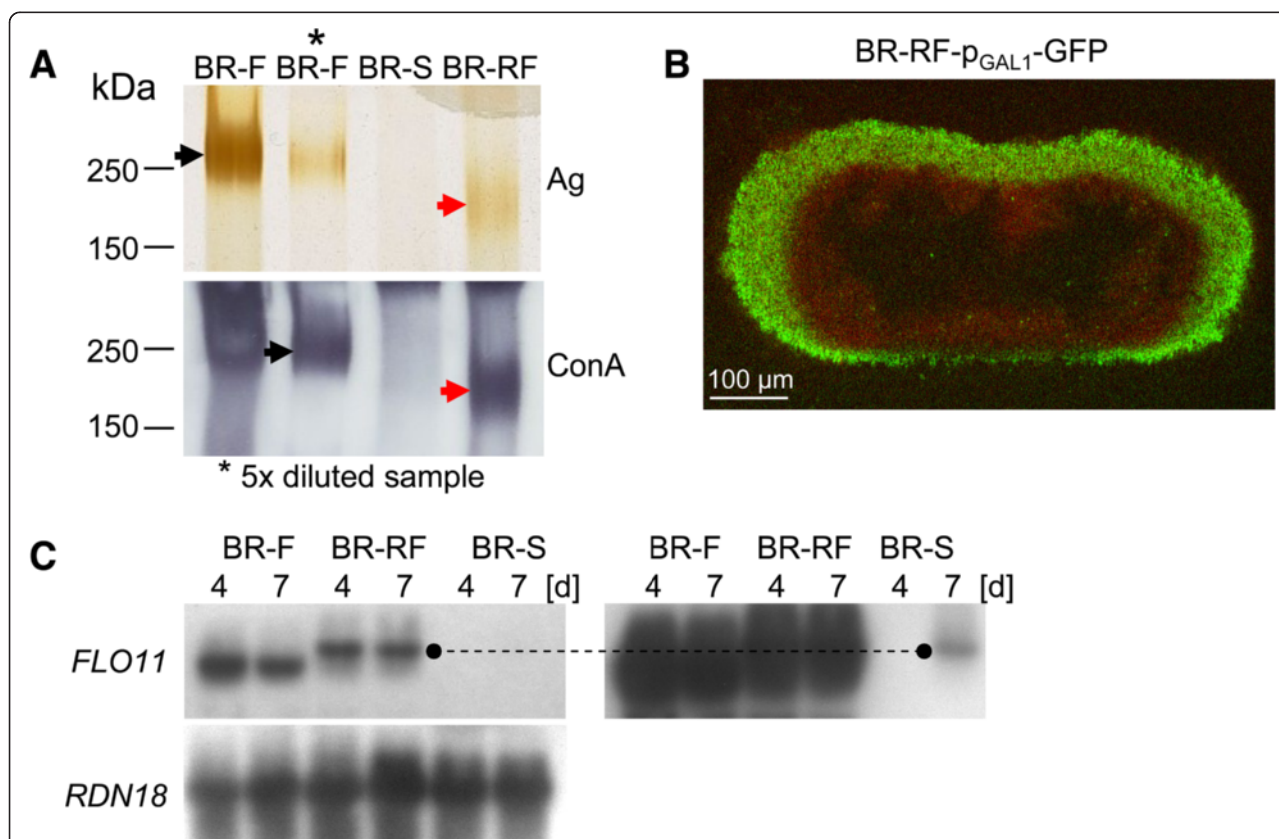 A
*
kDa
BR-F BR-F BR-S BR-RF
250
150
Ag
250
150
ConA
* 5x diluted sample
B
BR-RF-pGAL1-GFP
100 µm
C
BR-F BR-RF BR-S
4 7 4 7 4 7 [d]
BR-F BR-RF BR-S
4 7 4 7 4 7 [d]
FLO11
RDN18